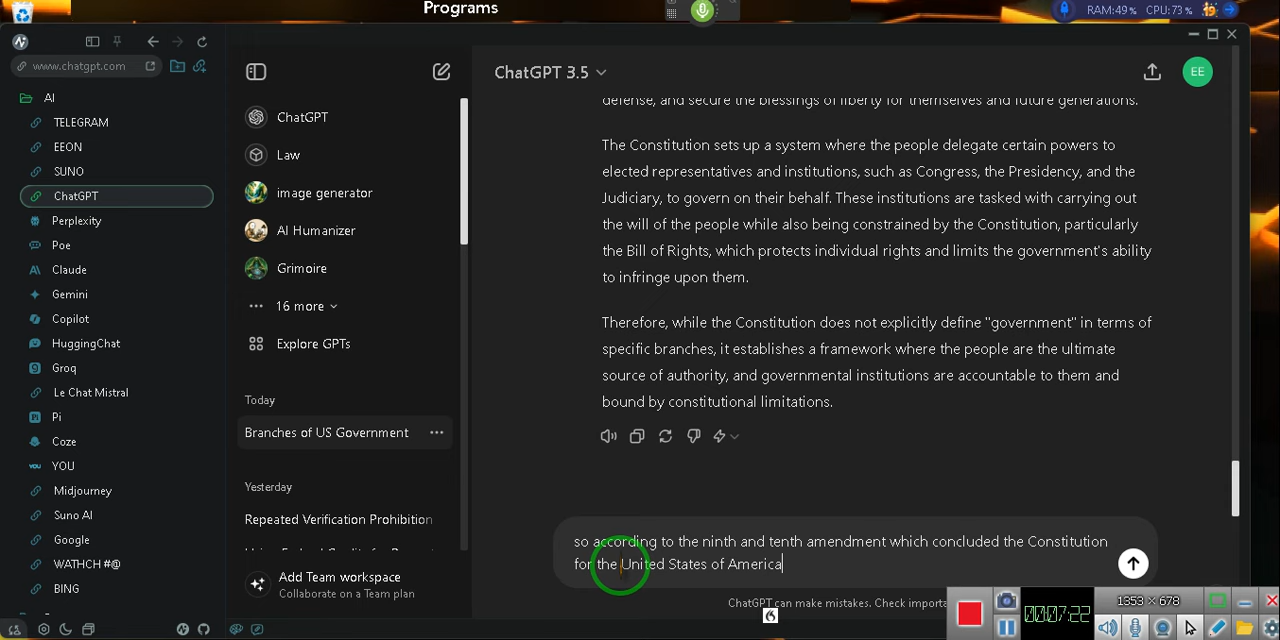 Programs
RAM:49%
CPU:73%
19
www.chatgpt.com
AI
TELEGRAM
EEON
SUNO
ChatGPT
Perplexity
Poe
Claude
Gemini
Copilot
HuggingChat
Groq
Le Chat Mistral
Pi
Coze
YOU
Midjourney
Suno AI
Google
WATHCH #@
BING
ChatGPT
Law
image generator
AI Humanizer
Grimoire
16 more
Explore GPTs
Today
Branches of US Government
Yesterday
Repeated Verification Prohibition
Add Team workspace
Collaborate on a Team plan
ChatGPT 3.5
EE
defense, and secure the blessings of liberty for themselves and future generations.
The Constitution sets up a system where the people delegate certain powers to
elected representatives and institutions, such as Congress, the Presidency, and the
Judiciary, to govern on their behalf. These institutions are tasked with carrying out
the will of the people while also being constrained by the Constitution, particularly
the Bill of Rights, which protects individual rights and limits the government's ability
to infringe upon them.
Therefore, while the Constitution does not explicitly define "government" in terms of
specific branches, it establishes a framework where the people are the ultimate
source of authority, and governmental institutions are accountable to them and
bound by constitutional limitations.
so according to the ninth and tenth amendment which concluded the Constitution
for the United States of America
ChatGPT can make mistakes. Check importa
1353 x 678
00:07:22